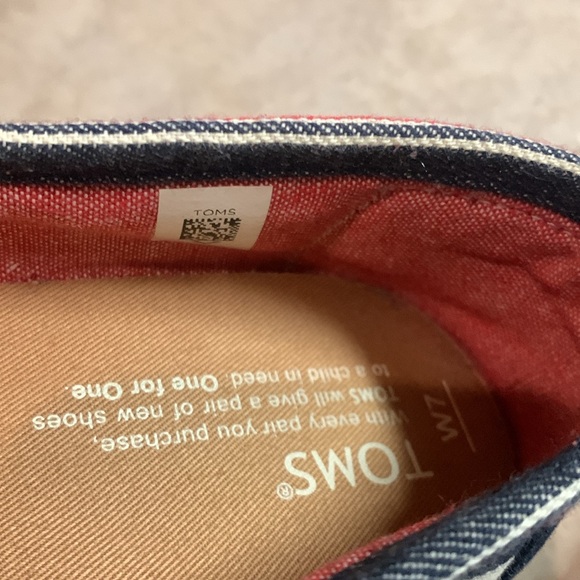 TOMS
W7
TOMS®
With every pair you purchase,
TOMS will give a pair of new shoes
to a child in need. One for One.